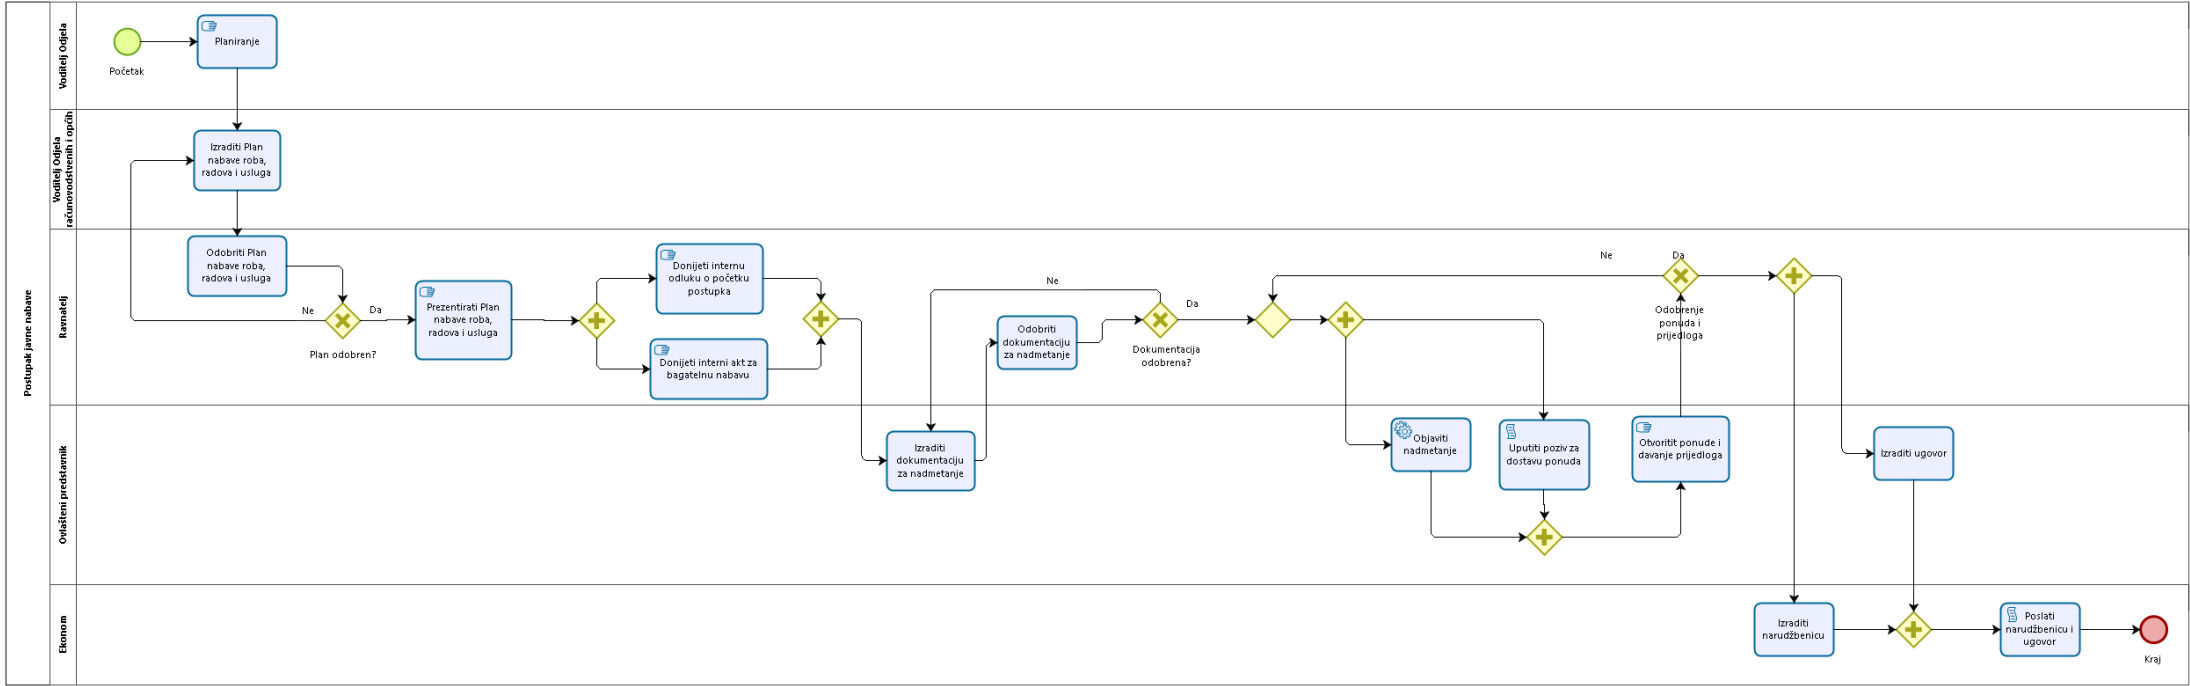 Postupak javne nabave
Voditelj Odjela
Početak
Planiranje
Voditelj Odjela
računovodstvenih i općih
Izraditi Plan
nabave roba,
radova i usluga
Ravnatelj
Odobriti Plan
nabave roba,
radova i usluga
Ne
Da
Plan odobren?
Prezentirati Plan
nabave roba,
radova i usluga
Donijeti internu
odluku o početku
postupka
Donijeti interni akt za
bagatelnu nabavu
Odobriti
dokumentaciju
za nadmetanje
Ne
Da
Dokumentacija
odobrena?
Ne
Da
Odobrenje
ponuda i
prijedloga
Ovlašteni predstavnik
Izraditi
dokumentaciju
za nadmetanje
Objaviti
nadmetanje
Uputiti poziv za
dostavu ponuda
Otvoritit ponude i
davanje prijedloga
Izraditi ugovor
Ekonom
Izraditi
narudžbenicu
Poslati
narudžbenicu i
ugovor
Kraj